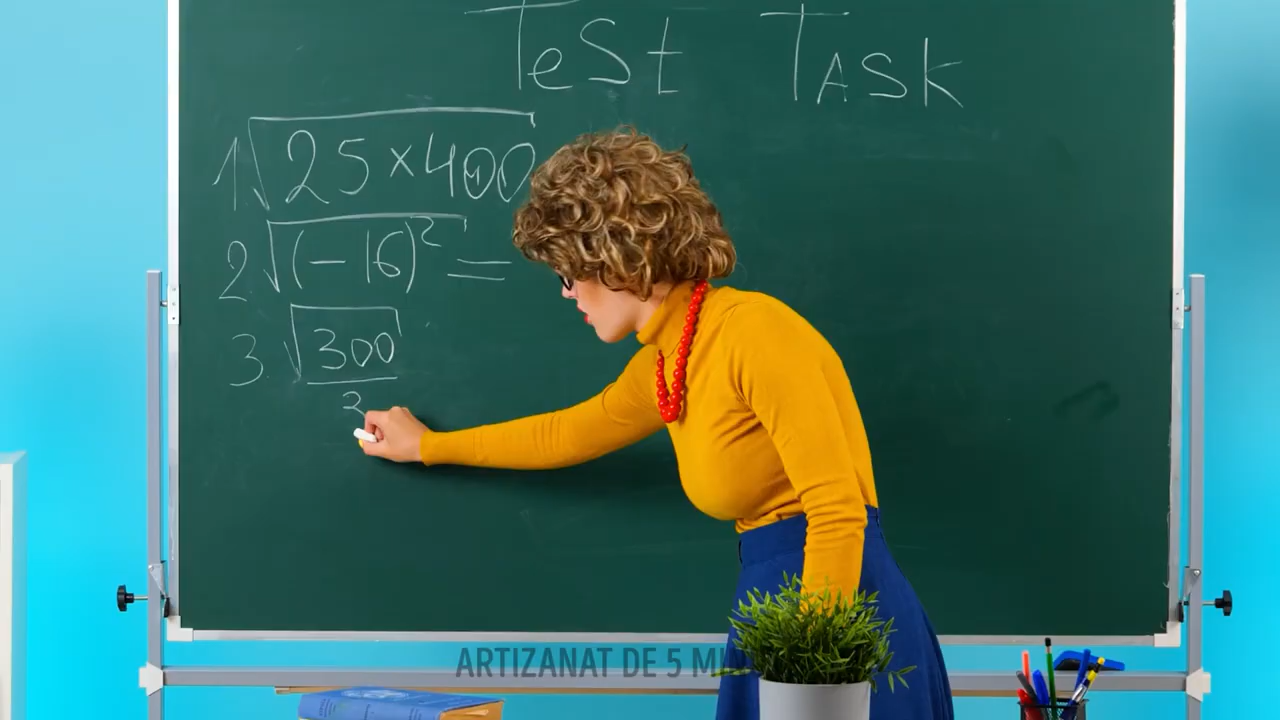 TeSt TASk
1 √25×400
2 √(-16)² =
3. √300
3
ARTIZANAT DE 5 MI